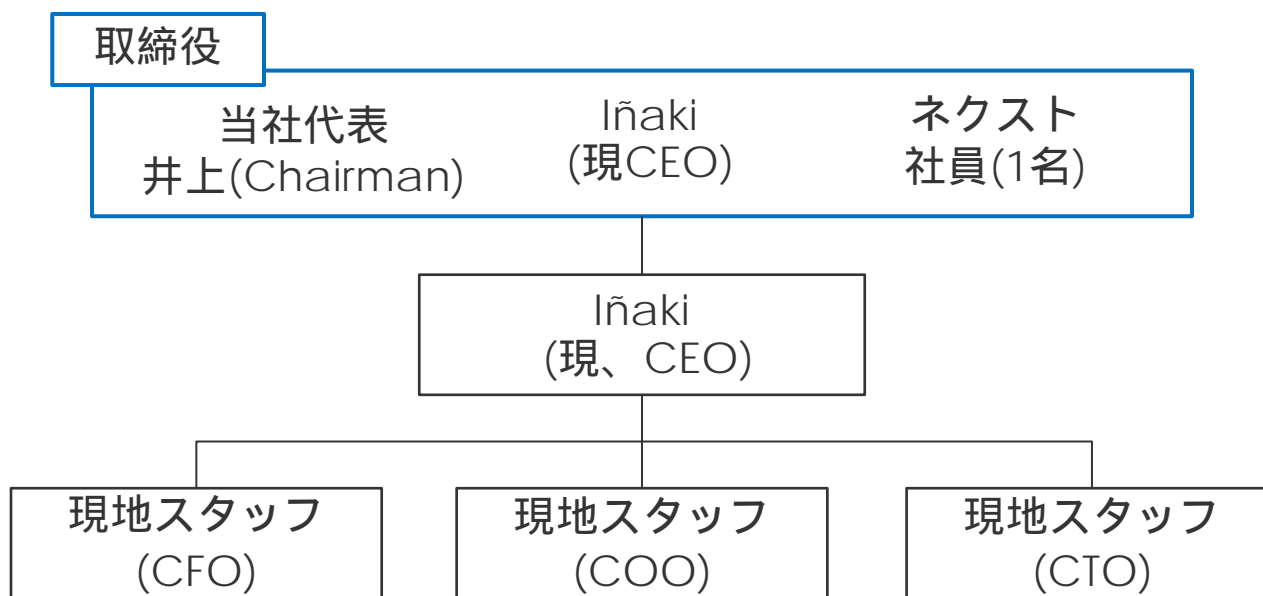 取締役
当社代表
井上(Chairman)
Iñaki
(現CEO)
ネクスト
社員(1名)
Iñaki
(現、CEO)
現地スタッフ
(CFO)
現地スタッフ
(COO)
現地スタッフ
(CTO)